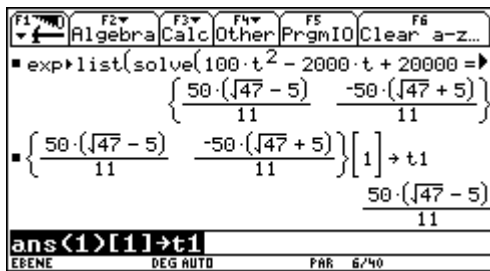 F1 F2 F3 F4 F5 F6
Algebra Calc Other PrgmIO Clear a-z…
▪ exp▸list(solve(100·t² - 2000·t + 20000 =▶
{50·(√47 - 5)/11 -50·(√47 + 5)/11}
▪ {50·(√47 - 5)/11 -50·(√47 + 5)/11}[1] → t1
50·(√47 - 5)/11
ans(1)[1]→t1
EBENE DEG AUTO PAR 6/40